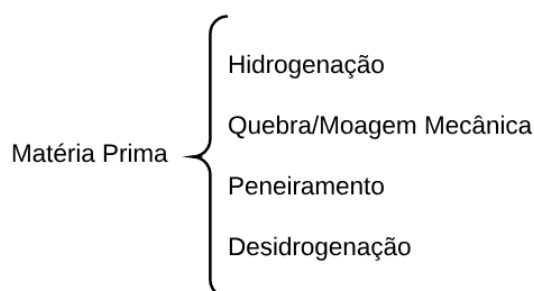 Hidrogenação
Quebra/Moagem Mecânica
Matéria Prima
Peneiramento
Desidrogenação